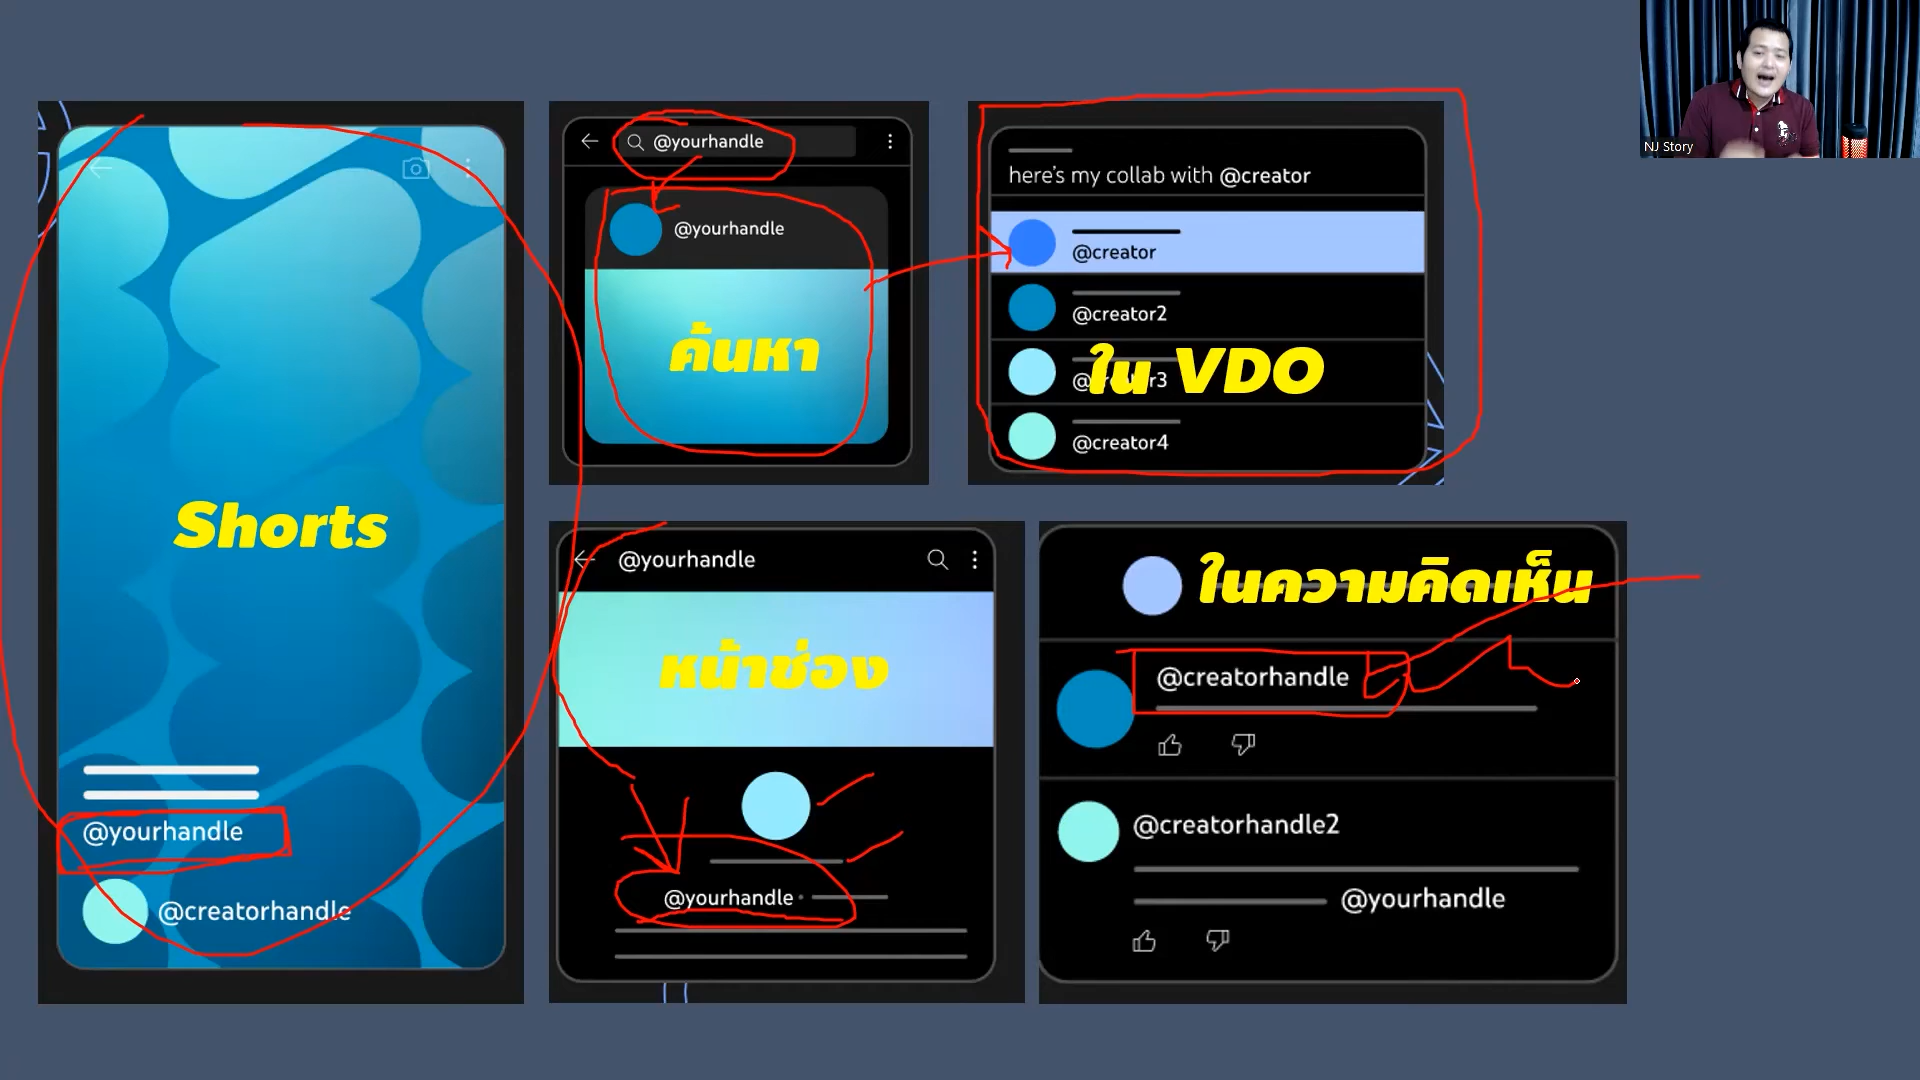 Shorts
@yourhandle
@creatorhandle
@yourhandle
@yourhandle
ค้นหา
here's my collab with @creator
@creator
@creator2
ใน VDO
@creator4
@yourhandle
หน้าช่อง
@yourhandle
ในความคิดเห็น
@creatorhandle
@creatorhandle2
@yourhandle
NJ Story